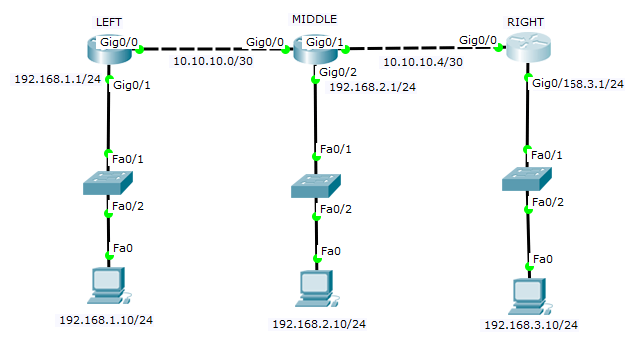 LEFT
MIDDLE
RIGHT
Gig0/0
Gig0/0
Gig0/1
Gig0/0
10.10.10.0/30
10.10.10.4/30
192.168.1.1/24
Gig0/1
Gig0/2
192.168.2.1/24
Gig0/1
58.3.1/24
Fa0/1
Fa0/1
Fa0/1
Fa0/2
Fa0/2
Fa0/2
Fa0
Fa0
Fa0
192.168.1.10/24
192.168.2.10/24
192.168.3.10/24